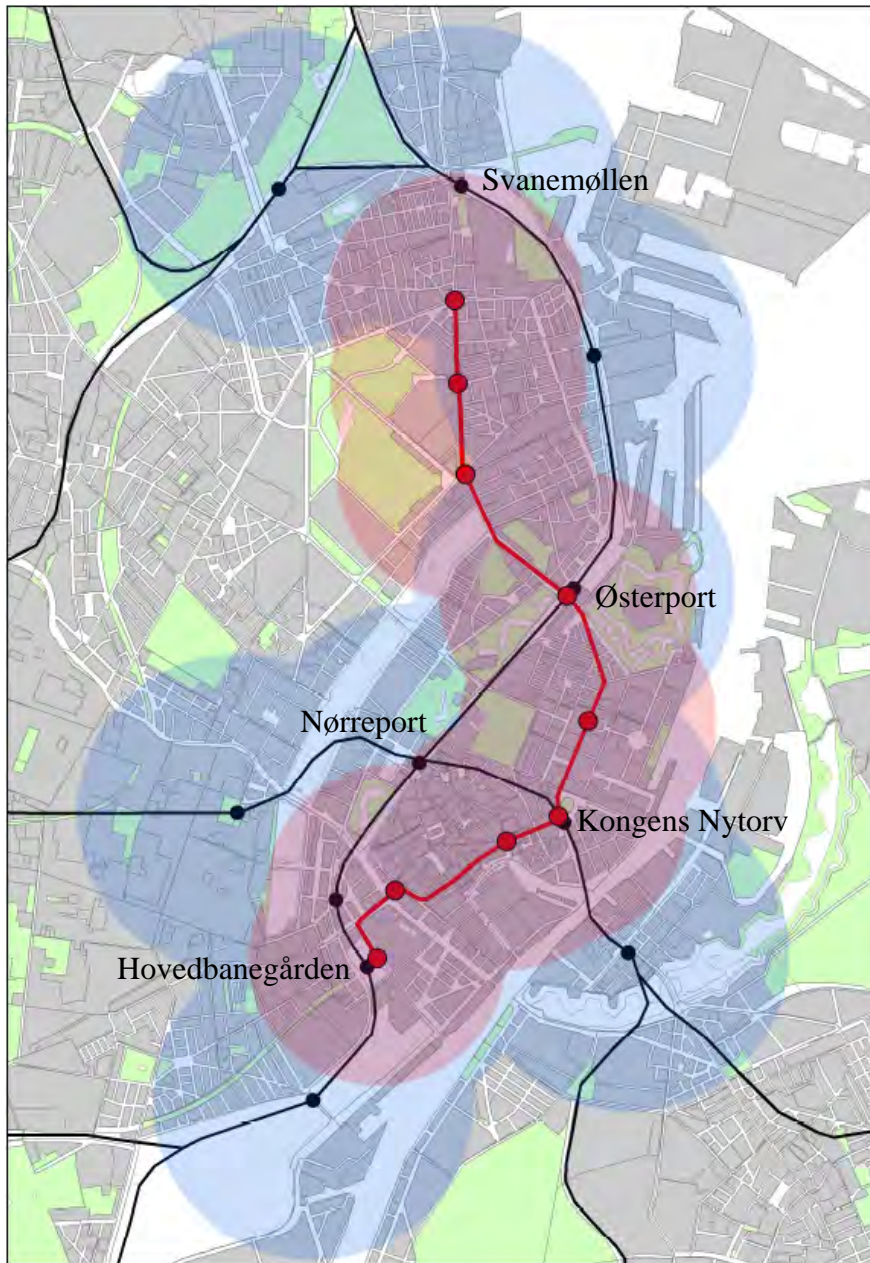 Svanemøllen
Østerport
Nørreport
Kongens Nytorv
Hovedbanegården